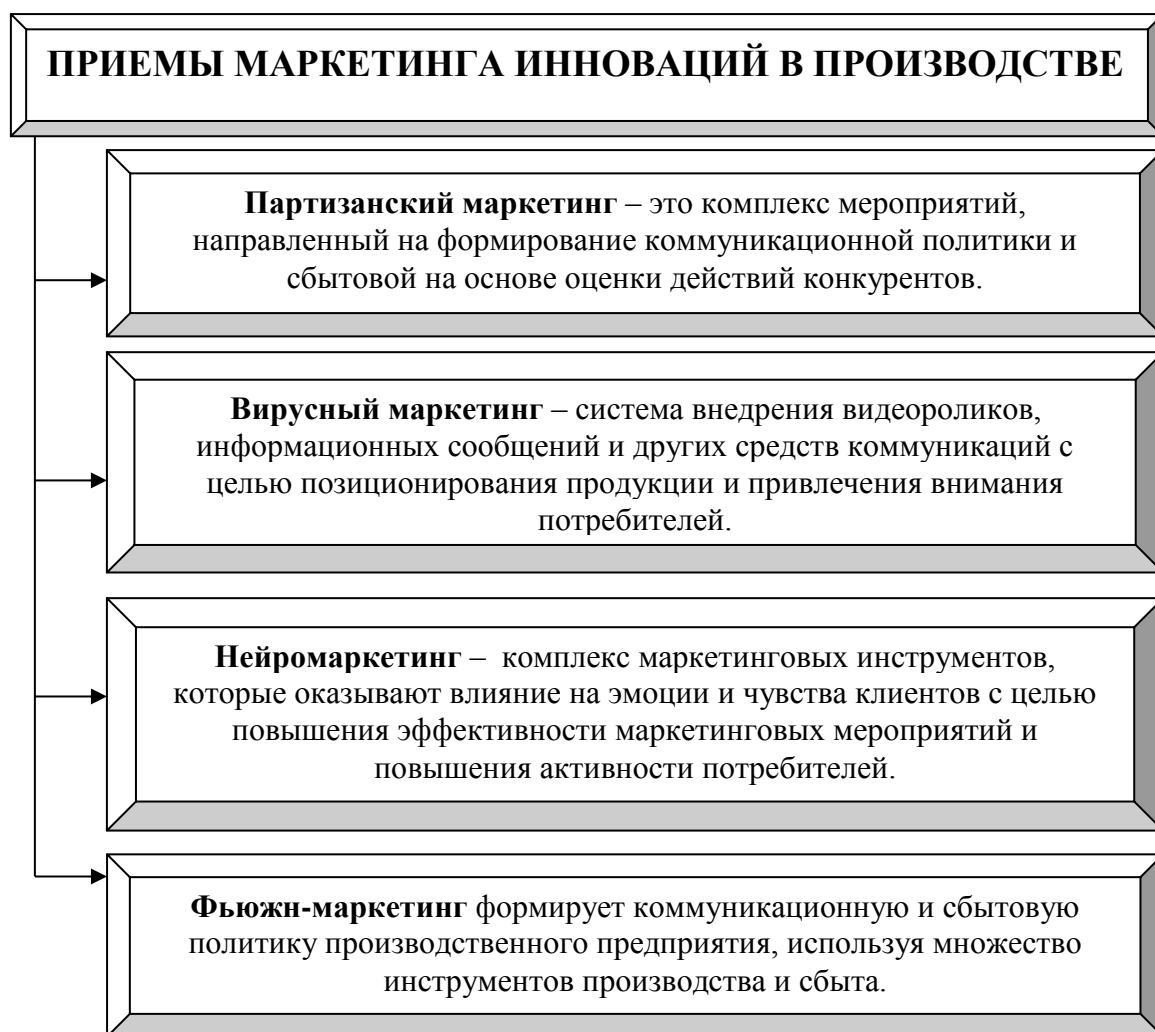 ПРИЕМЫ МАРКЕТИНГА ИННОВАЦИЙ В ПРОИЗВОДСТВЕ
Партизанский маркетинг – это комплекс мероприятий,
направленный на формирование коммуникационной политики и
сбытовой на основе оценки действий конкурентов.
Вирусный маркетинг – система внедрения видеороликов,
информационных сообщений и других средств коммуникаций с
целью позиционирования продукции и привлечения внимания
потребителей.
Нейромаркетинг – комплекс маркетинговых инструментов,
которые оказывают влияние на эмоции и чувства клиентов с целью
повышения эффективности маркетинговых мероприятий и
повышения активности потребителей.
Фьюжн-маркетинг формирует коммуникационную и сбытовую
политику производственного предприятия, используя множество
инструментов производства и сбыта.